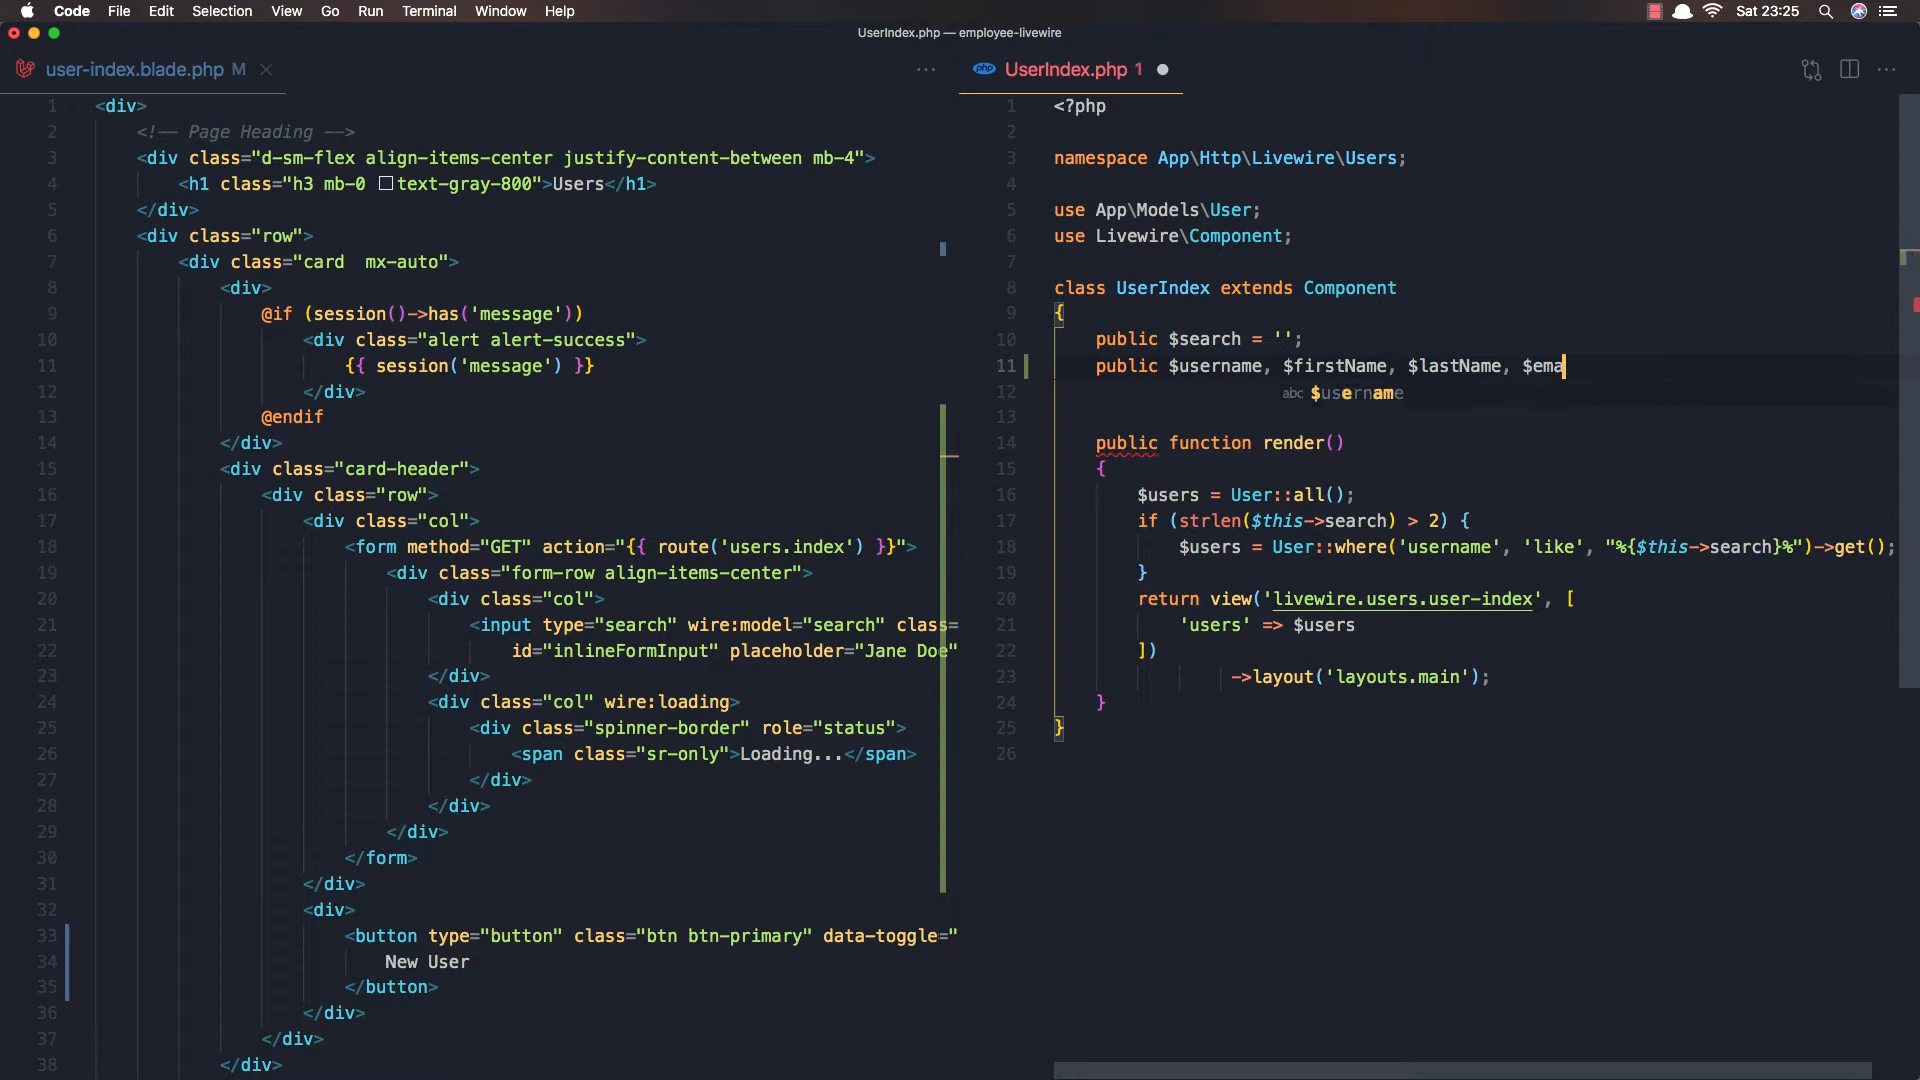 Code File Edit Selection View Go Run Terminal Window Help Sat 23:25
UserIndex.php — employee-livewire
user-index.blade.php M
UserIndex.php 1
1 <div>
2 <!-- Page Heading -->
3 <div class="d-sm-flex align-items-center justify-content-between mb-4">
4 <h1 class="h3 mb-0 text-gray-800">Users</h1>
5 </div>
6 <div class="row">
7 <div class="card  mx-auto">
8 <div>
9 @if (session()->has('message'))
10 <div class="alert alert-success">
11 {{ session('message') }}
12 </div>
13 @endif
14 </div>
15 <div class="card-header">
16 <div class="row">
17 <div class="col">
18 <form method="GET" action="{{ route('users.index') }}">
19 <div class="form-row align-items-center">
20 <div class="col">
21 <input type="search" wire:model="search" class=
22 id="inlineFormInput" placeholder="Jane Doe"
23 </div>
24 <div class="col" wire:loading>
25 <div class="spinner-border" role="status">
26 <span class="sr-only">Loading...</span>
27 </div>
28 </div>
29 </div>
30 </form>
31 </div>
32 <div>
33 <button type="button" class="btn btn-primary" data-toggle="
34 New User
35 </button>
36 </div>
37 </div>
38 </div>
1 <?php
2
3 namespace App\Http\Livewire\Users;
4
5 use App\Models\User;
6 use Livewire\Component;
7
8 class UserIndex extends Component
9 {
10 public $search = '';
11 public $username, $firstName, $lastName, $ema
abc $username
12
13
14 public function render()
15 {
16 $users = User::all();
17 if (strlen($this->search) > 2) {
18 $users = User::where('username', 'like', "%{$this->search}%")->get();
19 }
20 return view('livewire.users.user-index', [
21 'users' => $users
22 ])
23 ->layout('layouts.main');
24 }
25 }
26